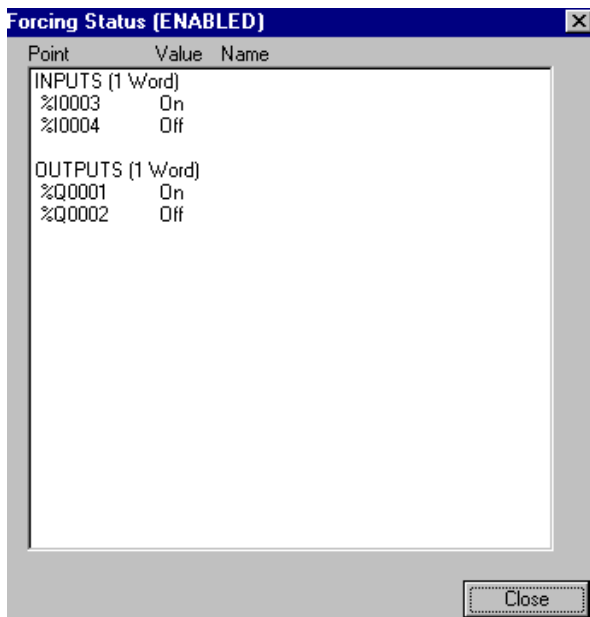 Forcing Status (ENABLED)
Point Value Name
INPUTS (1 Word)
%I0003 On
%I0004 Off
OUTPUTS (1 Word)
%Q0001 On
%Q0002 Off
Close